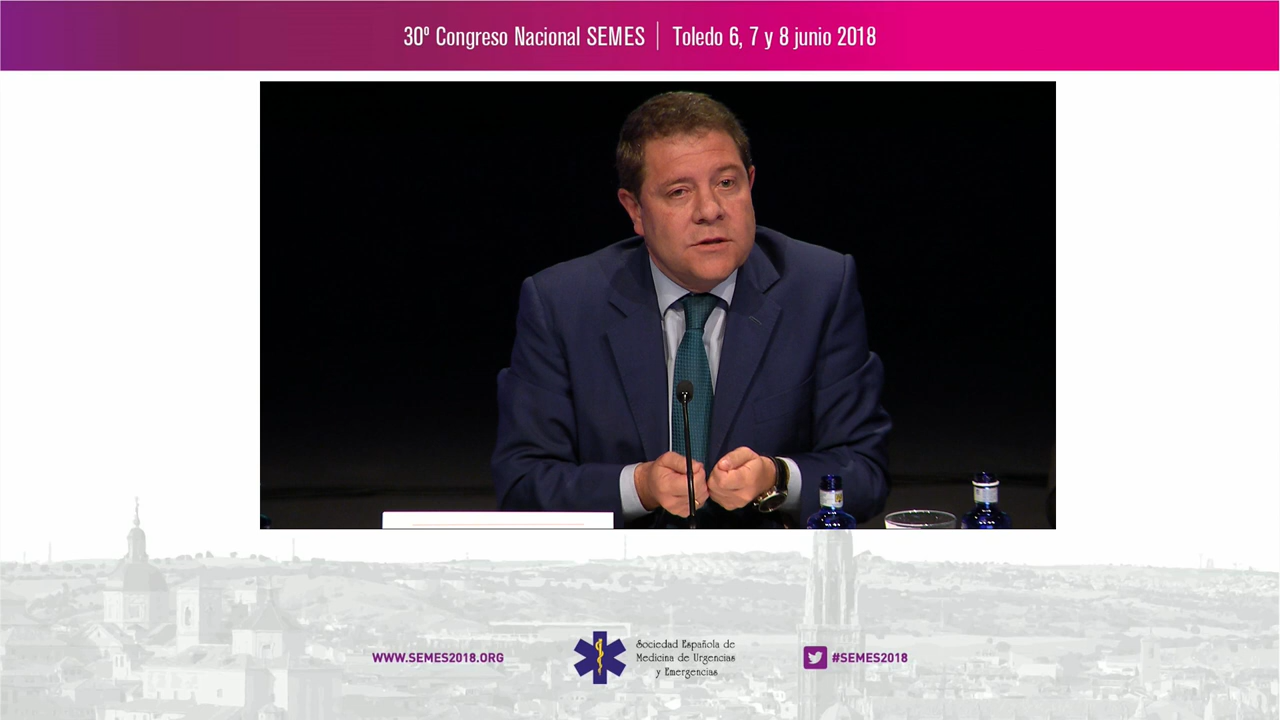 30º Congreso Nacional SEMES | Toledo 6, 7 y 8 junio 2018
WWW.SEMES2018.ORG
Sociedad Española de
Medicina de Urgencias
y Emergencias
#SEMES2018